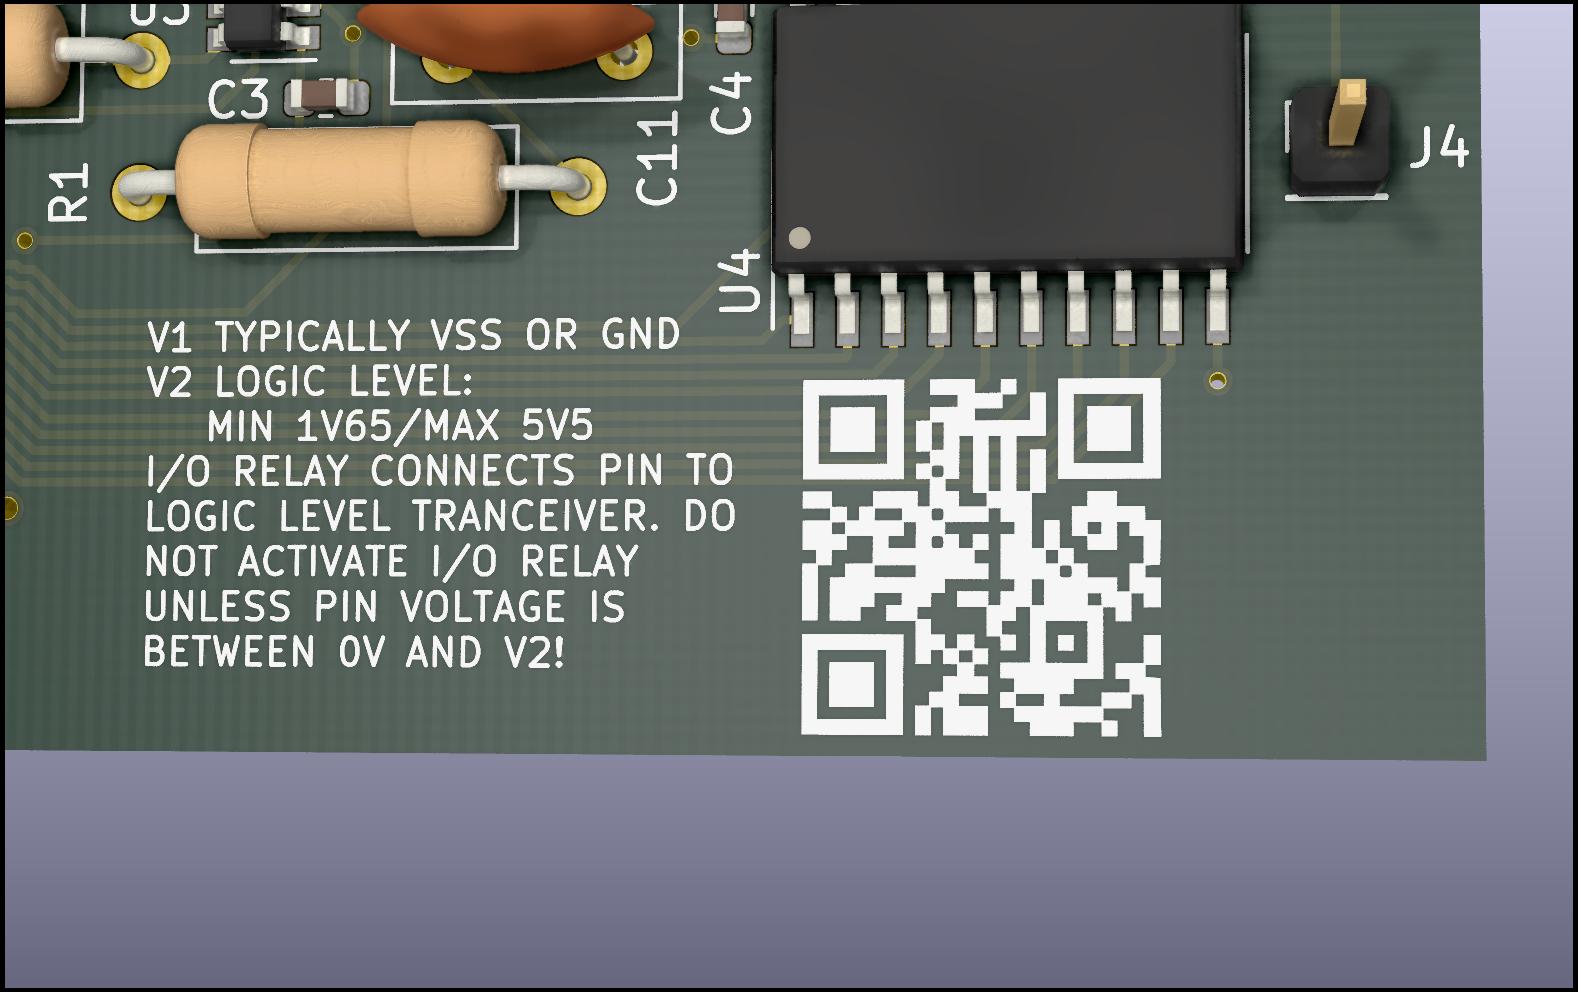 C3
C4
C11
R1
J4
U4
V1 TYPICALLY VSS OR GND
V2 LOGIC LEVEL:
MIN 1V65/MAX 5V5
I/O RELAY CONNECTS PIN TO
LOGIC LEVEL TRANCEIVER. DO
NOT ACTIVATE I/O RELAY
UNLESS PIN VOLTAGE IS
BETWEEN 0V AND V2!